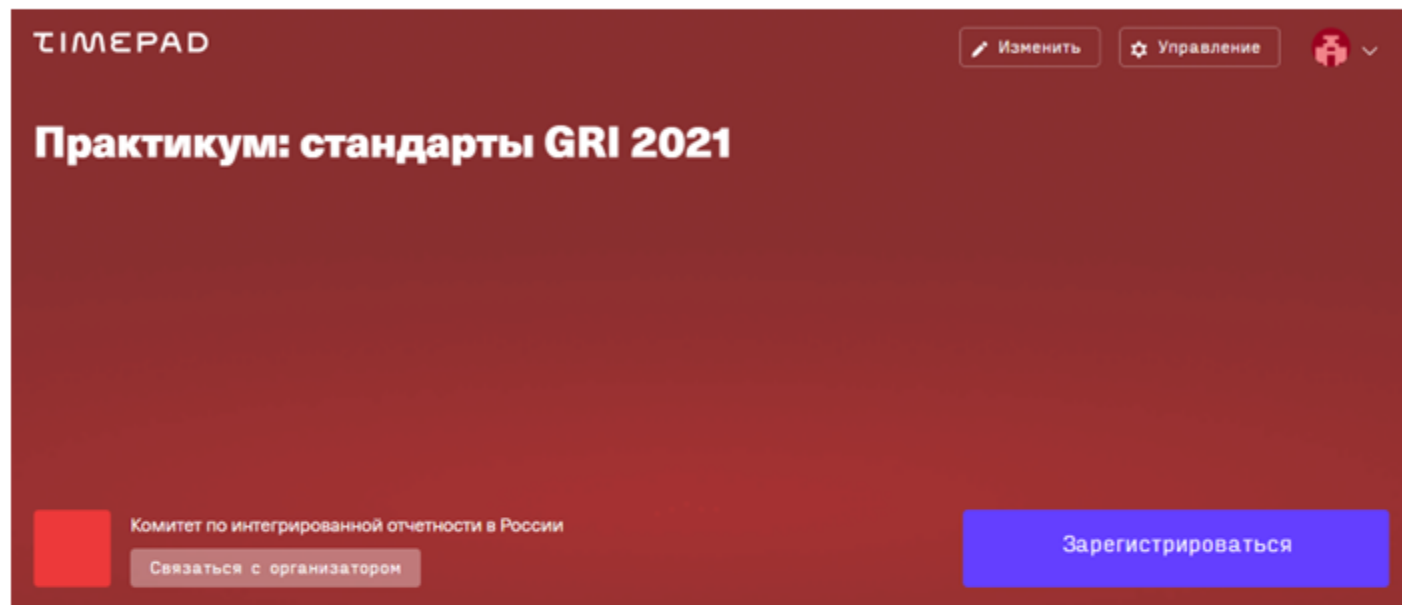 TIMEPAD
Изменить
Управление
Практикум: стандарты GRI 2021
Комитет по интегрированной отчетности в России
Связаться с организатором
Зарегистрироваться